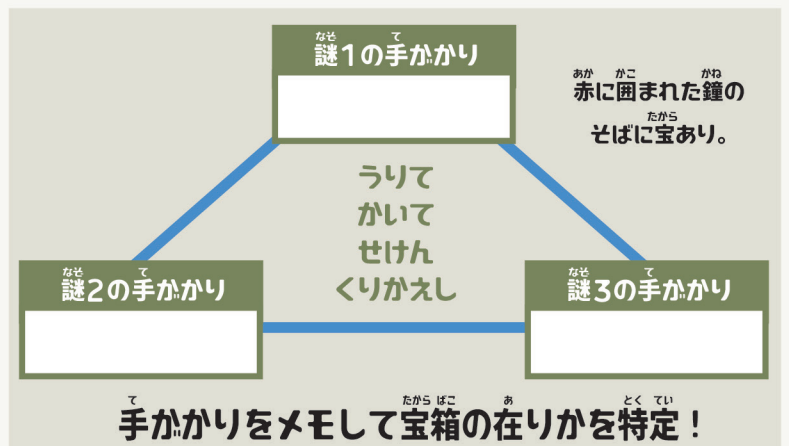 謎1の手がかり
赤に囲まれた鐘の
そばに宝あり。
うりて
かいて
せけん
くりかえし
謎2の手がかり
謎3の手がかり
手がかりをメモして宝箱の在りかを特定！